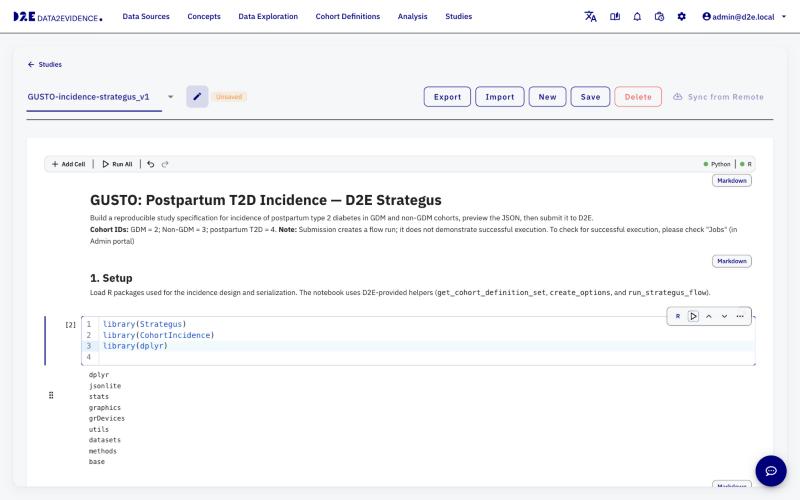 D2E DATA2EVIDENCE.
Data Sources
Concepts
Data Exploration
Cohort Definitions
Analysis
Studies
admin@d2e.local
← Studies
GUSTO-incidence-strategus_v1
Unsaved
Export
Import
New
Save
Delete
Sync from Remote
+ Add Cell
Run All
Python
R
Markdown
GUSTO: Postpartum T2D Incidence — D2E Strategus
Build a reproducible study specification for incidence of postpartum type 2 diabetes in GDM and non-GDM cohorts, preview the JSON, then submit it to D2E.
Cohort IDs: GDM = 2; Non-GDM = 3; postpartum T2D = 4. Note: Submission creates a flow run; it does not demonstrate successful execution. To check for successful execution, please check "Jobs" (in
Admin portal)
Markdown
1. Setup
Load R packages used for the incidence design and serialization. The notebook uses D2E-provided helpers (get_cohort_definition_set, create_options, and run_strategus_flow).
R
[2]
1 library(Strategus)
2 library(CohortIncidence)
3 library(dplyr)
4
dplyr
jsonlite
stats
graphics
grDevices
utils
datasets
methods
base
Markdown